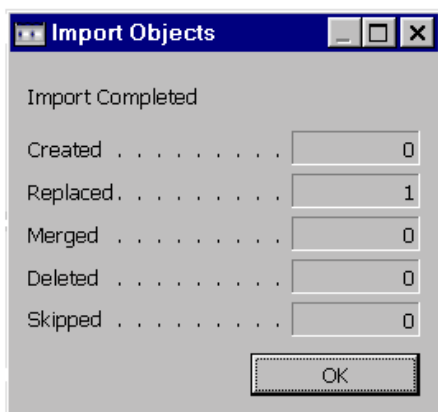 Import Objects
Import Completed
Created . . . . . . . . . 0
Replaced . . . . . . . . . 1
Merged . . . . . . . . . 0
Deleted . . . . . . . . . 0
Skipped . . . . . . . . . 0
OK